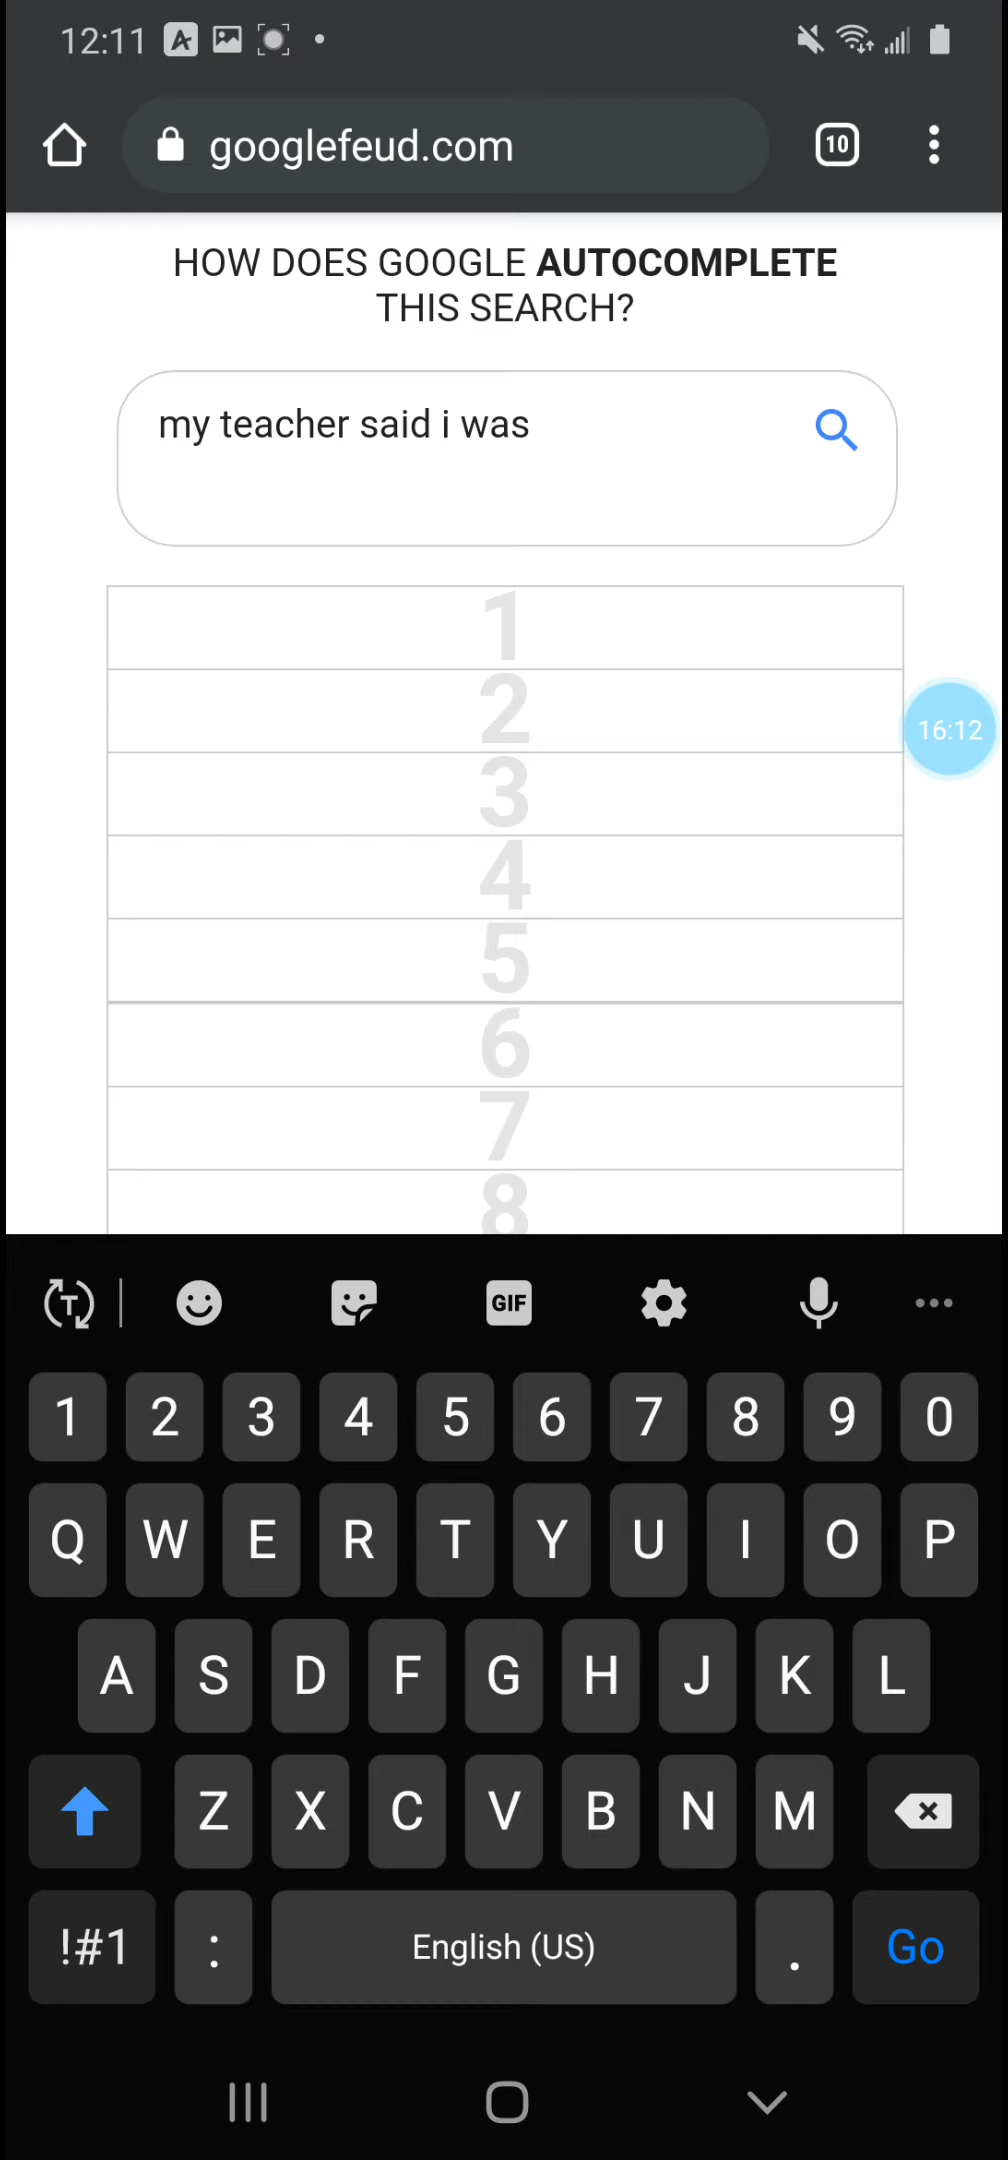 12:11
googlefeud.com
10
HOW DOES GOOGLE AUTOCOMPLETE
THIS SEARCH?
my teacher said i was
1
2
3
16:12
4
5
6
7
8
T
GIF
1 2 3 4 5 6 7 8 9 0
Q W E R T Y U I O P
A S D F G H J K L
Z X C V B N M
!#1 : English (US) . Go